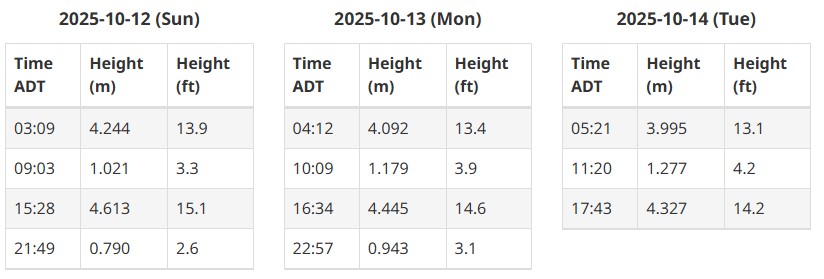 2025-10-12 (Sun)
Time ADT Height (m) Height (ft)
03:09 4.244 13.9
09:03 1.021 3.3
15:28 4.613 15.1
21:49 0.790 2.6
2025-10-13 (Mon)
Time ADT Height (m) Height (ft)
04:12 4.092 13.4
10:09 1.179 3.9
16:34 4.445 14.6
22:57 0.943 3.1
2025-10-14 (Tue)
Time ADT Height (m) Height (ft)
05:21 3.995 13.1
11:20 1.277 4.2
17:43 4.327 14.2